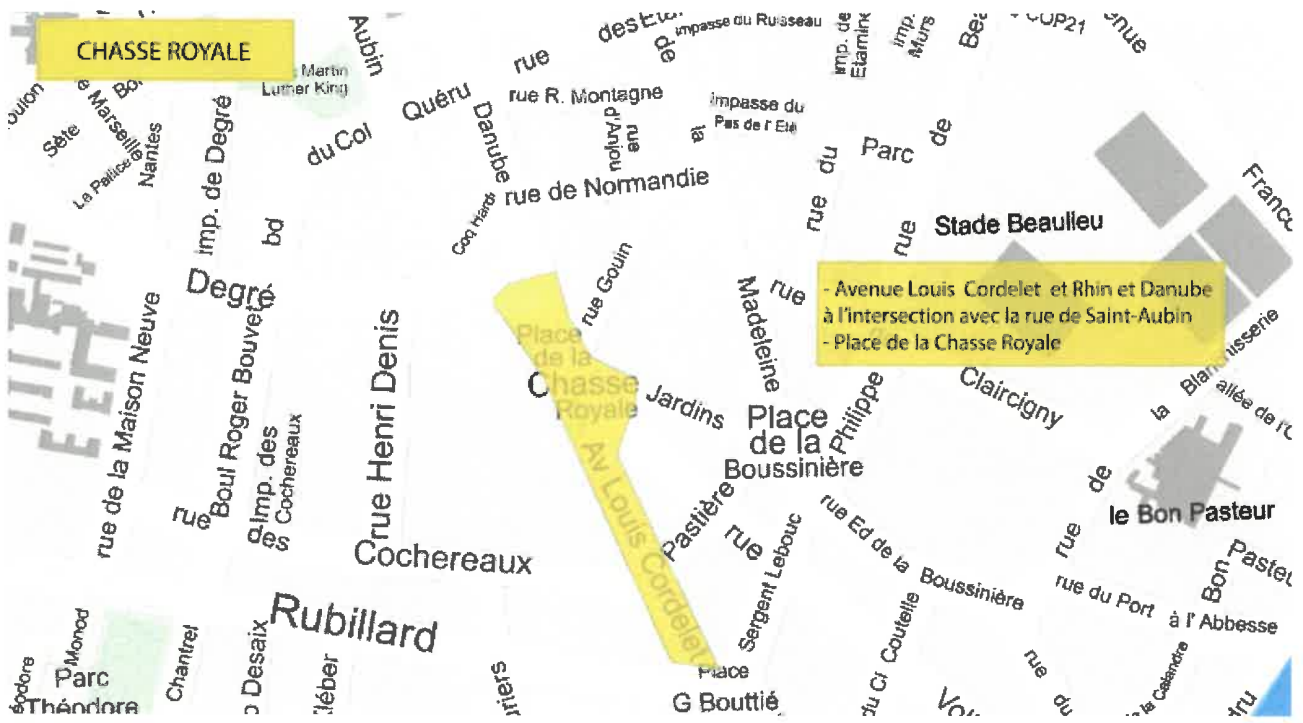 CHASSE ROYALE
Martin
Luther King
Aubin
du Col
Quéru
rue
de
impasse du Ruisseau
imp. de
Etamine
imp.
Murs
COP21
rue R. Montagne
rue
d'Anjou
la
impasse du
Pas de l'Eté
Danube
rue de Normandie
Coq Hardi
Sète
Marseille
La Pallice
Nantes
imp. de Degré
bd
Degré
rue du
Parc de
rue
Stade Beaulieu
- Avenue Louis Cordelet et Rhin et Danube
à l'intersection avec la rue de Saint-Aubin
- Place de la Chasse Royale
rue Gouin
Place
de la
Chasse
Royale
Av Louis Cordelet
Jardins
Madeleine
rue
Place
de la
Boussinière
Philippe
Claircigny
la
Blanchisserie
de
rue
le Bon Pasteur
rue de la Maison Neuve
Boul Roger Bouvet
rue
des
Imp. des
Cochereaux
rue Henri Denis
Cochereaux
Pastière
rue
Sergent Lebouc
rue Ed de la Boussinière
rue du Port à l'Abbesse
Bon
Rubillard
Monod
Parc
Théodore
Chantrel
Desaix
Kléber
Place
G Bouttié
du Cl Coutelle
rue
du
la Calandre